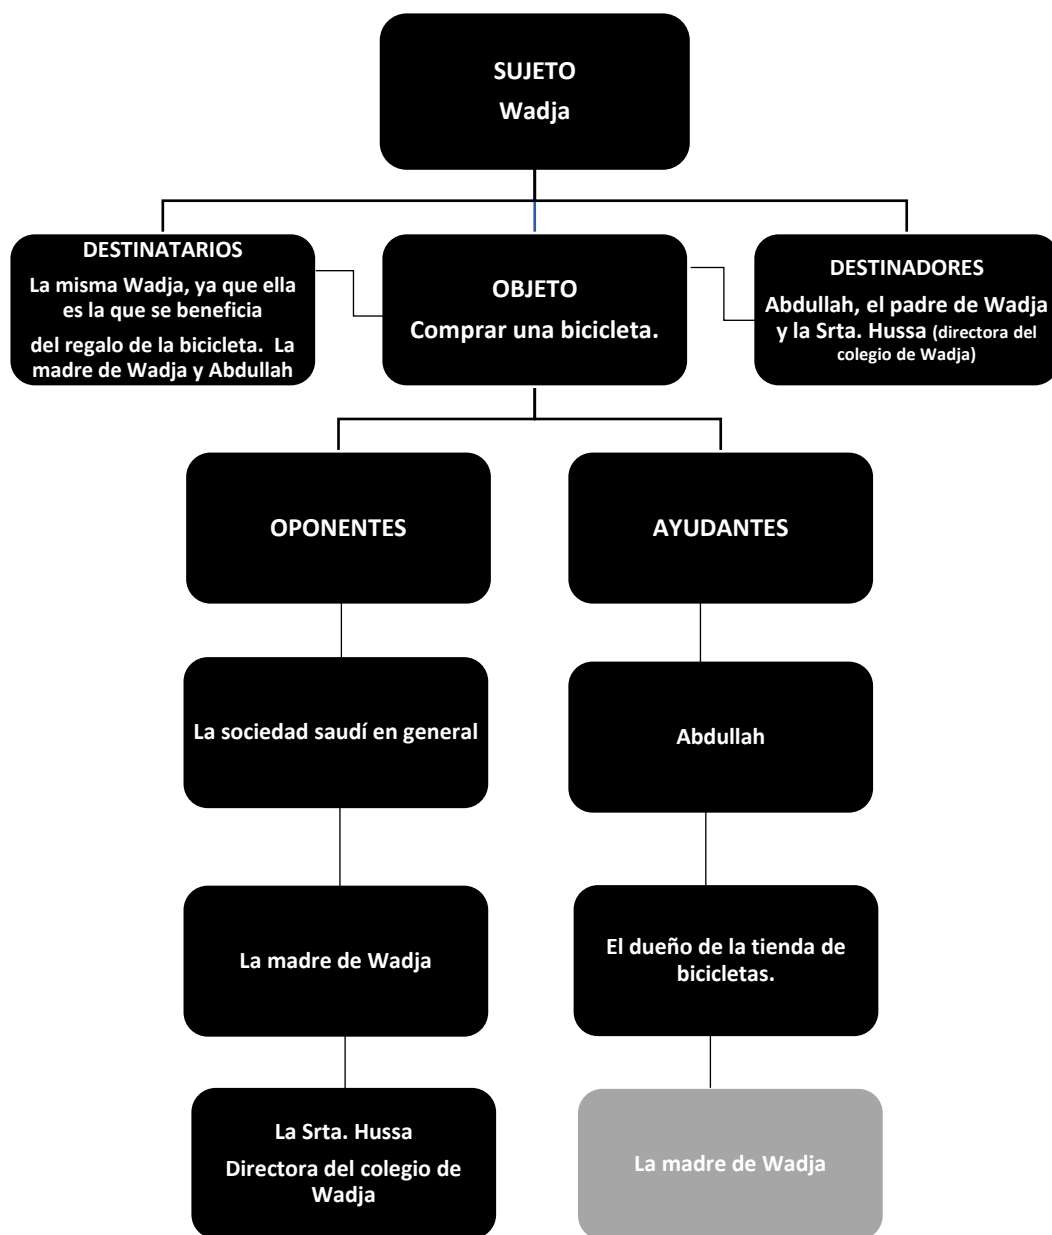 SUJETO
Wadja
DESTINATARIOS
La misma Wadja, ya que ella
es la que se beneficia
del regalo de la bicicleta. La
madre de Wadja y Abdullah
OBJETO
Comprar una bicicleta.
DESTINADORES
Abdullah, el padre de Wadja
y la Srta. Hussa (directora del
colegio de Wadja)
OPONENTES
AYUDANTES
La sociedad saudí en general
Abdullah
La madre de Wadja
El dueño de la tienda de
bicicletas.
La Srta. Hussa
Directora del colegio de
Wadja
La madre de Wadja